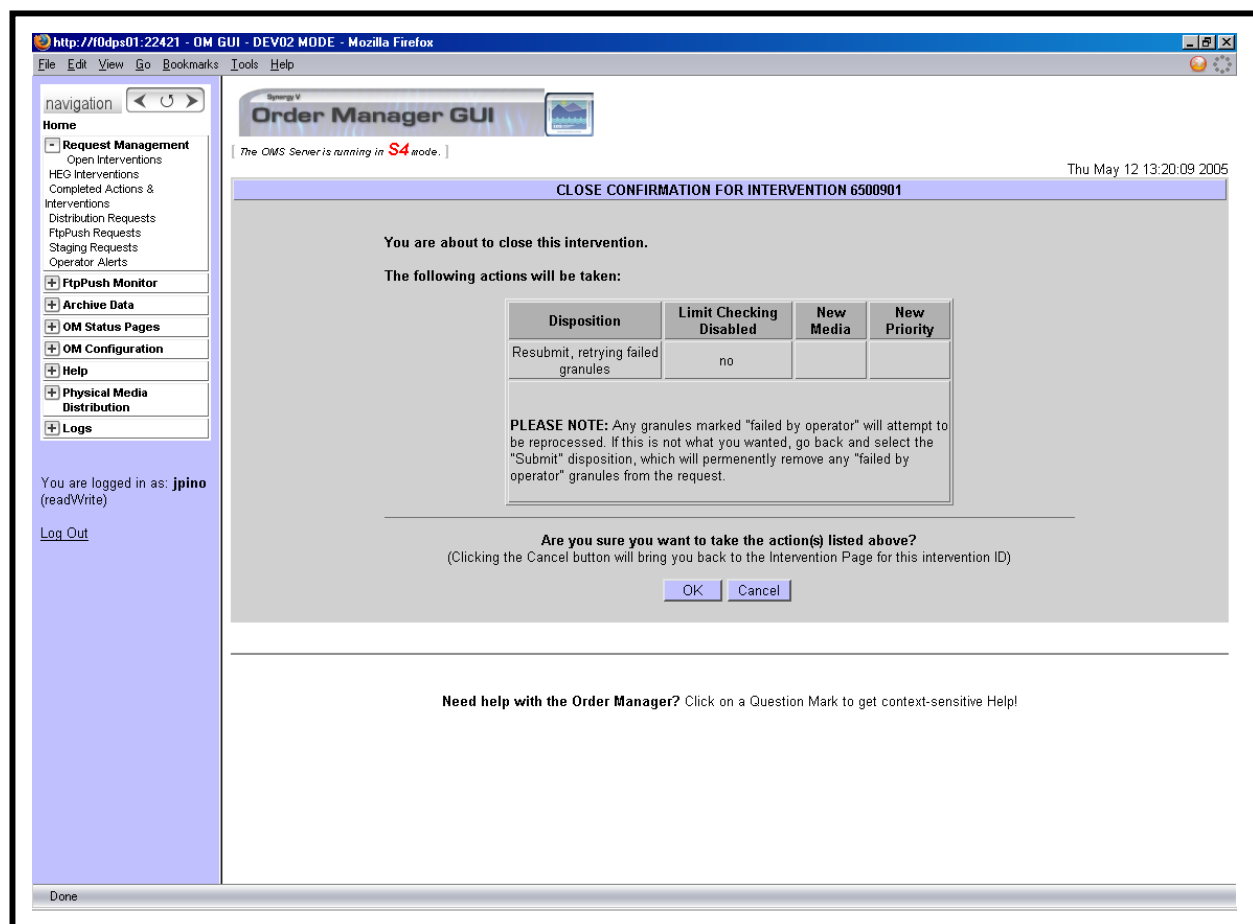 http://f0dps01:22421 - OM GUI - DEV02 MODE - Mozilla Firefox
File Edit View Go Bookmarks Tools Help
navigation
Home
- Request Management
Open Interventions
HEG Interventions
Completed Actions &
Interventions
Distribution Requests
FtpPush Requests
Staging Requests
Operator Alerts
+ FtpPush Monitor
+ Archive Data
+ OM Status Pages
+ OM Configuration
+ Help
+ Physical Media
Distribution
+ Logs
You are logged in as: jpino
(readWrite)
Log Out
Synergy V
Order Manager GUI
[ The OMS Server is running in S4 mode. ]
Thu May 12 13:20:09 2005
CLOSE CONFIRMATION FOR INTERVENTION 6500901
You are about to close this intervention.
The following actions will be taken:
Disposition Limit Checking Disabled New Media New Priority
Resubmit, retrying failed granules no
PLEASE NOTE: Any granules marked "failed by operator" will attempt to
be reprocessed. If this is not what you wanted, go back and select the
"Submit" disposition, which will permenently remove any "failed by
operator" granules from the request.
Are you sure you want to take the action(s) listed above?
(Clicking the Cancel button will bring you back to the Intervention Page for this intervention ID)
OK Cancel
Need help with the Order Manager? Click on a Question Mark to get context-sensitive Help!
Done